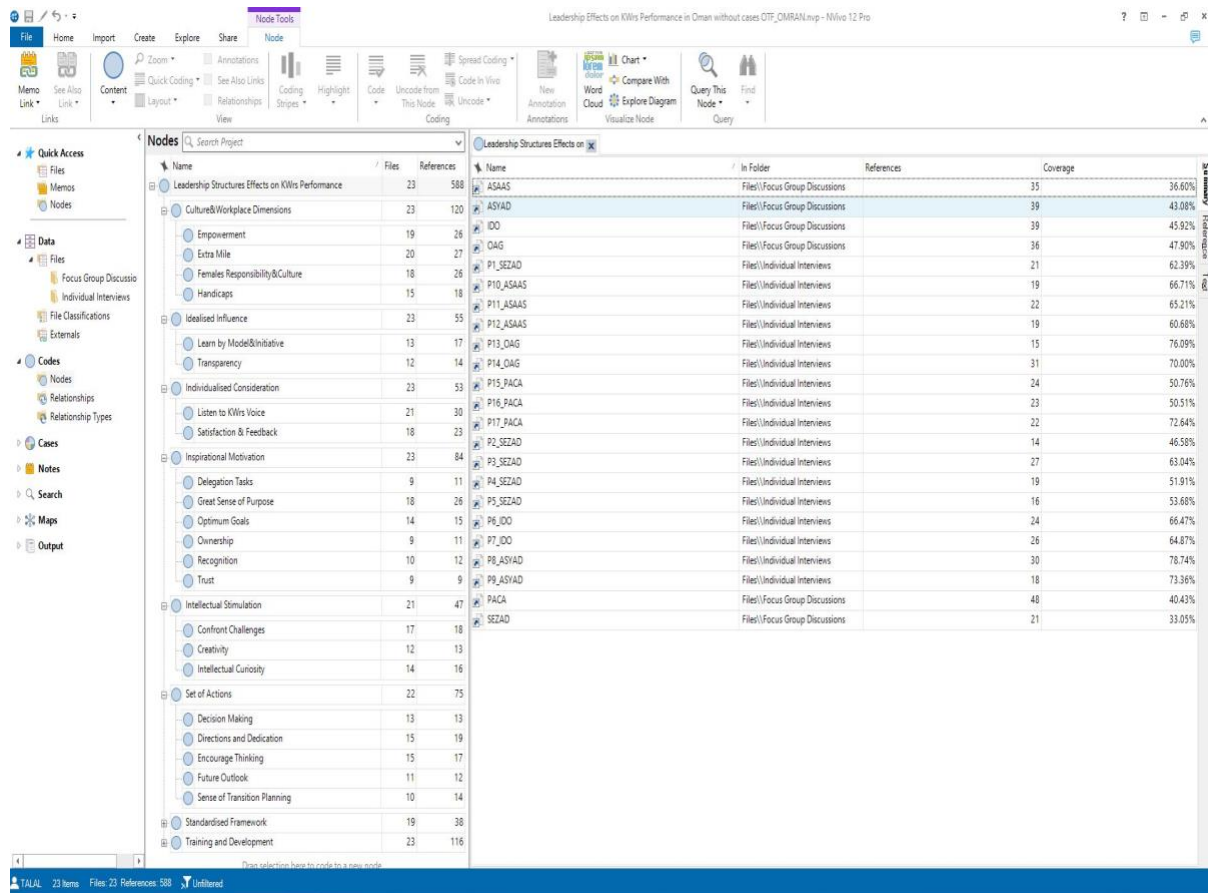 Node Tools
Leadership Effects on KWrs Performance in Oman without cases OTF_OMRAN.nvp - NVivo 12 Pro
File Home Import Create Explore Share Node
Memo Link
See Also Link
Links
Content
Zoom
Quick Coding
Layout
Annotations
See Also Links
Relationships
Coding Stripes
Highlight
View
Code
Uncode from This Node
Spread Coding
Code In Vivo
Uncode
Coding
New Annotation
Annotations
Word Cloud
Chart
Compare With
Explore Diagram
Visualize Node
Query This Node
Find
Query
Quick Access
Files
Memos
Nodes
Data
Files
Focus Group Discussio
Individual Interviews
File Classifications
Externals
Codes
Nodes
Relationships
Relationship Types
Cases
Notes
Search
Maps
Output
Nodes Search Project
Name Files References
Leadership Structures Effects on KWrs Performance 23 588
Culture&Workplace Dimensions 23 120
Empowerment 19 26
Extra Mile 20 27
Females Responsibility&Culture 18 26
Handicaps 15 18
Idealised Influence 23 55
Learn by Model&Initiative 13 17
Transparency 12 14
Individualised Consideration 23 53
Listen to KWrs Voice 21 30
Satisfaction & Feedback 18 23
Inspirational Motivation 23 84
Delegation Tasks 9 11
Great Sense of Purpose 18 26
Optimum Goals 14 15
Ownership 9 11
Recognition 10 12
Trust 9 9
Intellectual Stimulation 21 47
Confront Challenges 17 18
Creativity 12 13
Intellectual Curiosity 14 16
Set of Actions 22 75
Decision Making 13 13
Directions and Dedication 15 19
Encourage Thinking 15 17
Future Outlook 11 12
Sense of Transition Planning 10 14
Standardised Framework 19 38
Training and Development 23 116
Drag selection here to code to a new node
Leadership Structures Effects on
Name In Folder References Coverage
ASAAS Files\\Focus Group Discussions 35 36.60%
ASYAD Files\\Focus Group Discussions 39 43.08%
IDO Files\\Focus Group Discussions 39 45.92%
OAG Files\\Focus Group Discussions 36 47.90%
P1_SEZAD Files\\Individual Interviews 21 62.39%
P10_ASAAS Files\\Individual Interviews 19 66.71%
P11_ASAAS Files\\Individual Interviews 22 65.21%
P12_ASAAS Files\\Individual Interviews 19 60.68%
P13_OAG Files\\Individual Interviews 15 76.09%
P14_OAG Files\\Individual Interviews 31 70.00%
P15_PACA Files\\Individual Interviews 24 50.76%
P16_PACA Files\\Individual Interviews 23 50.51%
P17_PACA Files\\Individual Interviews 22 72.64%
P2_SEZAD Files\\Individual Interviews 14 46.58%
P3_SEZAD Files\\Individual Interviews 27 63.04%
P4_SEZAD Files\\Individual Interviews 19 51.91%
P5_SEZAD Files\\Individual Interviews 16 53.68%
P6_IDO Files\\Individual Interviews 24 66.47%
P7_IDO Files\\Individual Interviews 26 64.87%
P8_ASYAD Files\\Individual Interviews 30 78.74%
P9_ASYAD Files\\Individual Interviews 18 73.36%
PACA Files\\Focus Group Discussions 48 40.43%
SEZAD Files\\Focus Group Discussions 21 33.05%
Summary
Reference
TALAL 23 Items Files: 23 References: 588 Unfiltered